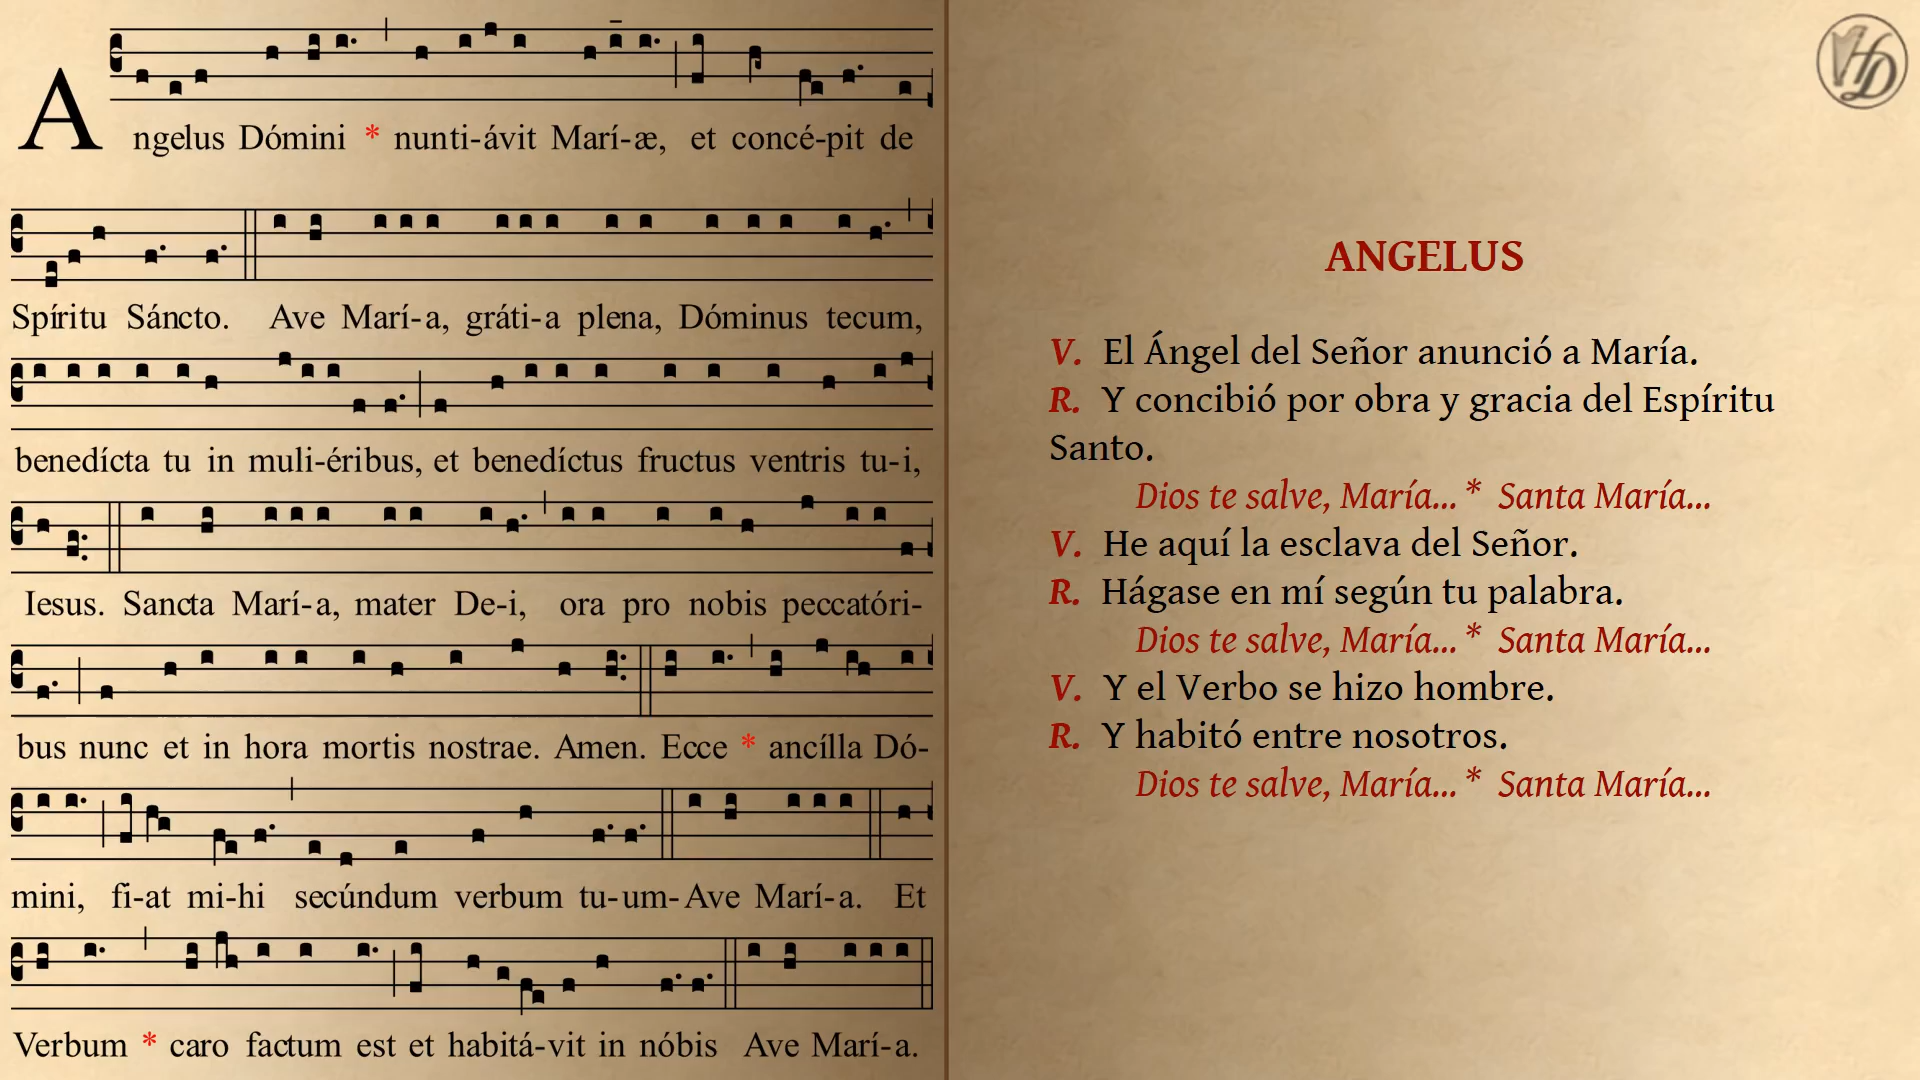 Angelus Dómini * nunti-ávit Marí-æ, et concé-pit de
Spíritu Sáncto. Ave Marí-a, gráti-a plena, Dóminus tecum,
benedícta tu in muli-éribus, et benedíctus fructus ventris tu-i,
Iesus. Sancta Marí-a, mater De-i, ora pro nobis peccatóri-
bus nunc et in hora mortis nostrae. Amen. Ecce * ancílla Dó-
mini, fi-at mi-hi secúndum verbum tu-um- Ave Marí-a. Et
Verbum * caro factum est et habitá-vit in nóbis Ave Marí-a.
HD
ANGELUS
V. El Ángel del Señor anunció a María.
R. Y concibió por obra y gracia del Espíritu
Santo.
Dios te salve, María... * Santa María...
V. He aquí la esclava del Señor.
R. Hágase en mí según tu palabra.
Dios te salve, María... * Santa María...
V. Y el Verbo se hizo hombre.
R. Y habitó entre nosotros.
Dios te salve, María... * Santa María...